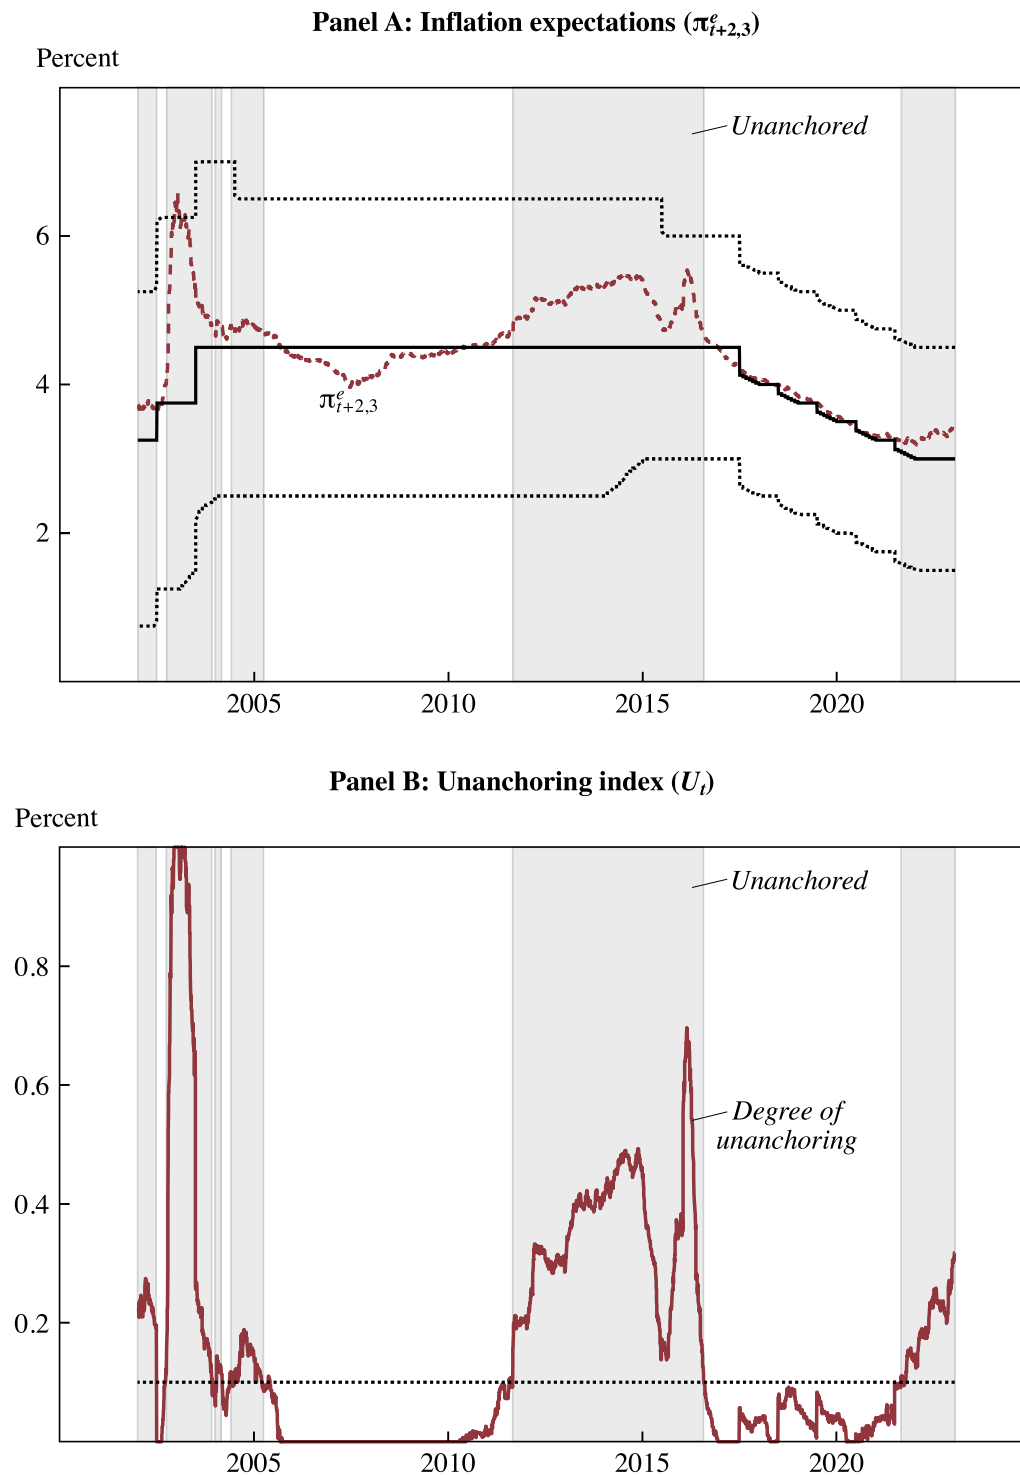 Panel A: Inflation expectations (πᵉₜ₊₂,₃)
Percent
Unanchored
6
4
πᵉₜ₊₂,₃
2
2005 2010 2015 2020
Panel B: Unanchoring index (Uₜ)
Percent
Unanchored
0.8
0.6
Degree of
unanchoring
0.4
0.2
2005 2010 2015 2020